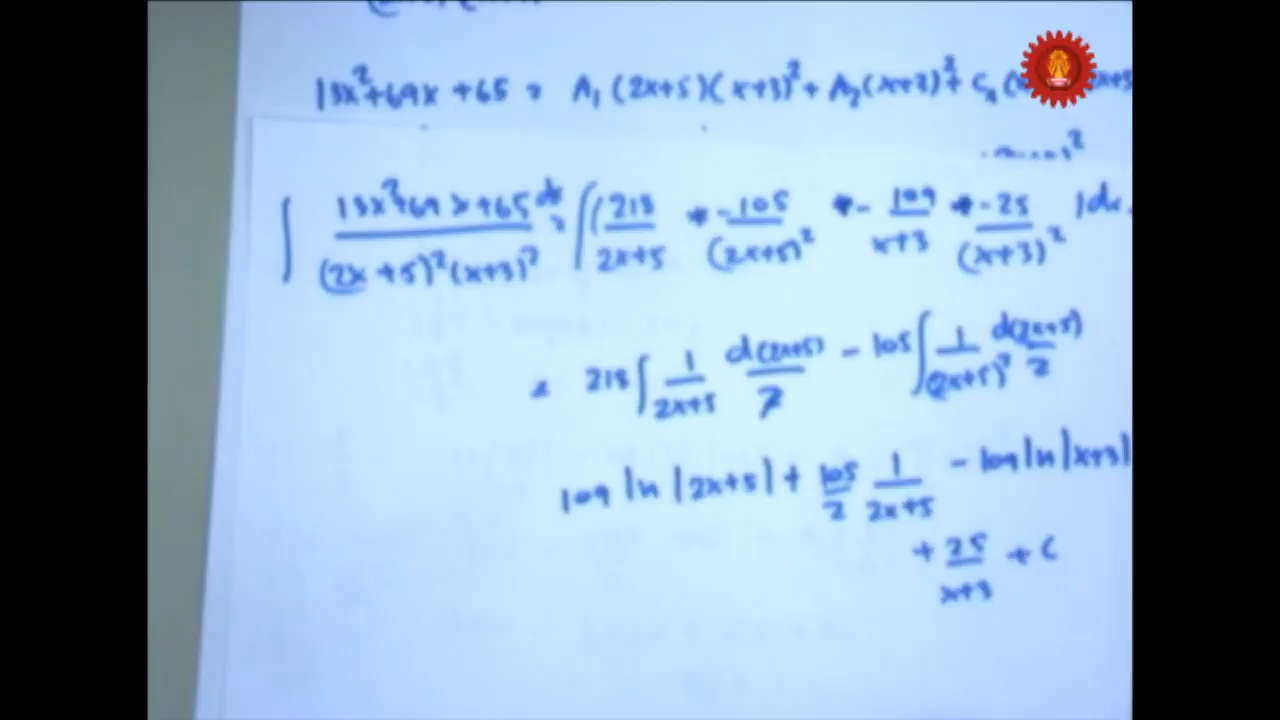 13x²+69x+65 = A₁(2x+5)(x+3)²+ A₂(x+3)²+ C₁(
∫ 13x²+69x+65 dx / (2x+5)²(x+3)² = ∫(218/2x+5 + -105/(2x+5)² - 109/x+3 + -25/(x+3)²)dx.
= 218∫ 1/2x+5 d(2x+5)/2 - 105∫ 1/(2x+5)² d(2x+5)/2
109 ln|2x+5| + 105/2 1/2x+5 - 109 ln|x+3|
+ 25/x+3 + C